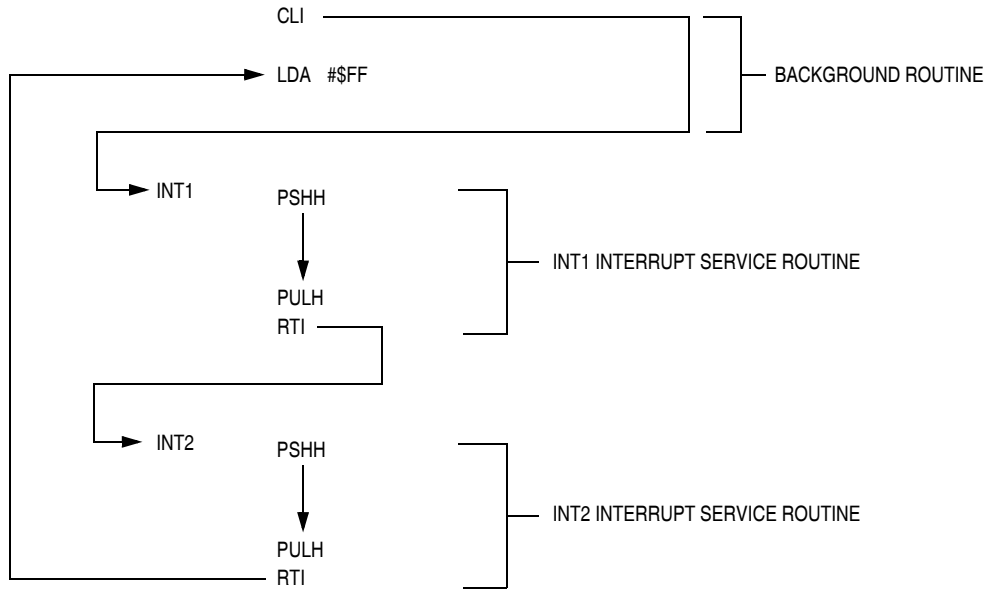 CLI
LDA #$FF
BACKGROUND ROUTINE
INT1
PSHH
INT1 INTERRUPT SERVICE ROUTINE
PULH
RTI
INT2
PSHH
INT2 INTERRUPT SERVICE ROUTINE
PULH
RTI